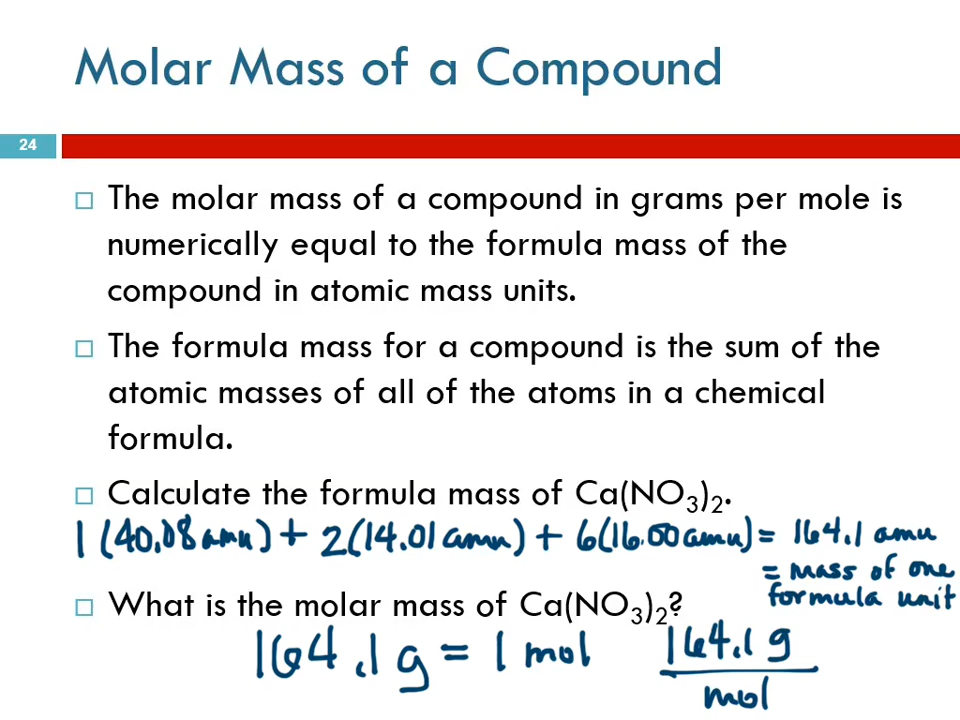 Molar Mass of a Compound
24
□ The molar mass of a compound in grams per mole is
numerically equal to the formula mass of the
compound in atomic mass units.
□ The formula mass for a compound is the sum of the
atomic masses of all of the atoms in a chemical
formula.
□ Calculate the formula mass of Ca(NO₃)₂.
1(40.08 amu) + 2(14.01 amu) + 6(16.00 amu) = 164.1 amu
= mass of one
formula unit
□ What is the molar mass of Ca(NO₃)₂?
164.1 g = 1 mol
164.1 g
mol